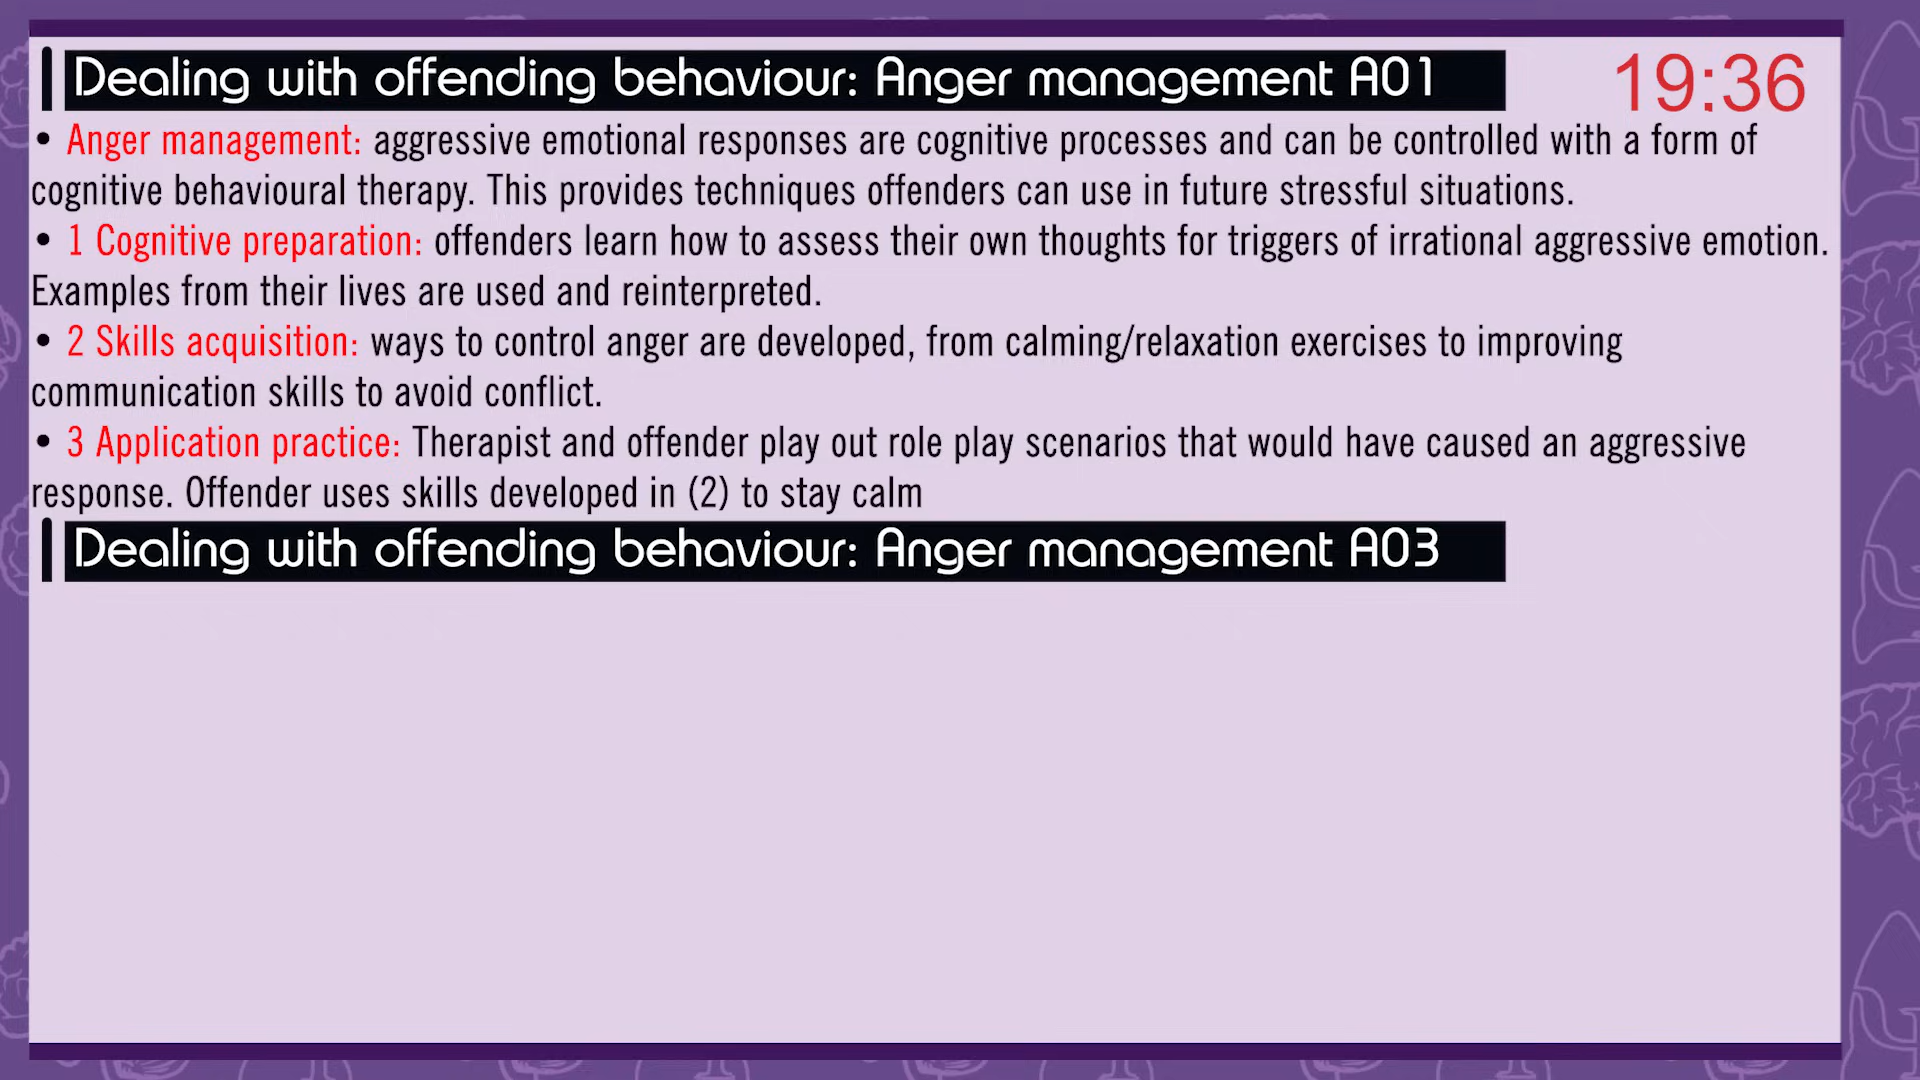 Dealing with offending behaviour: Anger management A01
19:36
• Anger management: aggressive emotional responses are cognitive processes and can be controlled with a form of
cognitive behavioural therapy. This provides techniques offenders can use in future stressful situations.
• 1 Cognitive preparation: offenders learn how to assess their own thoughts for triggers of irrational aggressive emotion.
Examples from their lives are used and reinterpreted.
• 2 Skills acquisition: ways to control anger are developed, from calming/relaxation exercises to improving
communication skills to avoid conflict.
• 3 Application practice: Therapist and offender play out role play scenarios that would have caused an aggressive
response. Offender uses skills developed in (2) to stay calm
Dealing with offending behaviour: Anger management A03